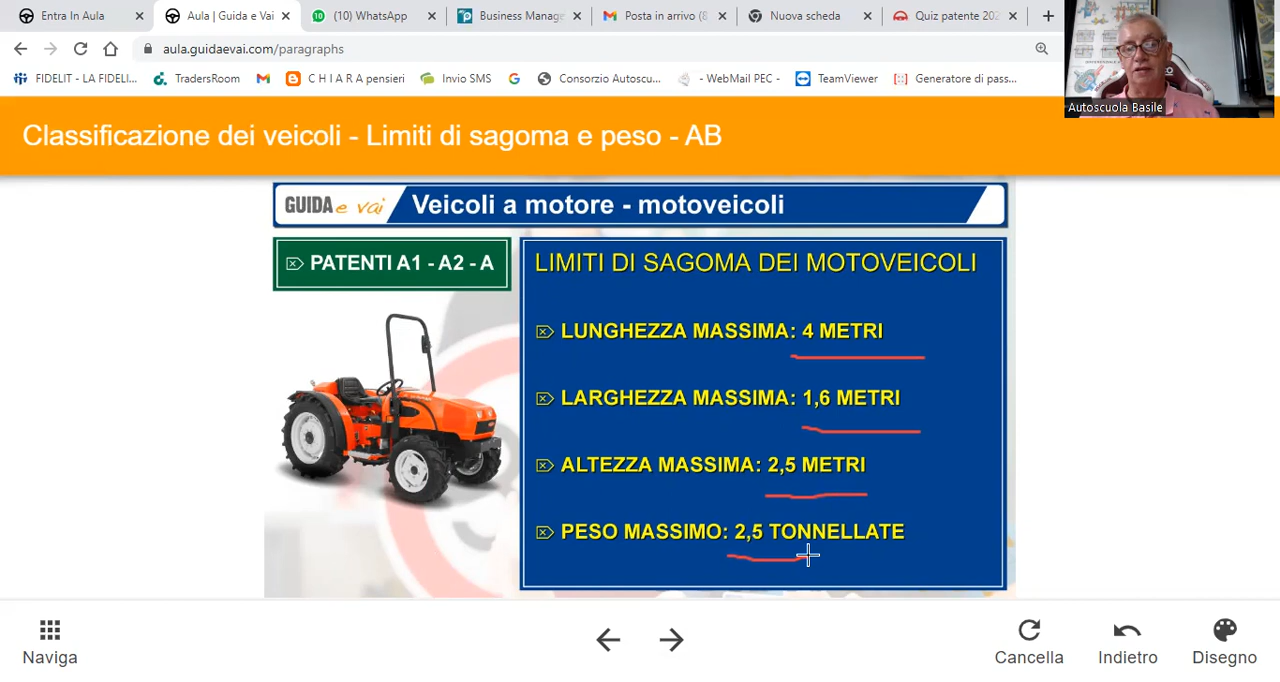 Entra In Aula
Aula | Guida e Vai
(10) WhatsApp
Business Manage
Posta in arrivo (8
Nuova scheda
Quiz patente 202
aula.guidaevai.com/paragraphs
FIDELIT - LA FIDELI...
TradersRoom
C H I A R A pensieri
Invio SMS
Consorzio Autoscu...
- WebMail PEC -
TeamViewer
Generatore di pass...
Autoscuola Basile
Classificazione dei veicoli - Limiti di sagoma e peso - AB
GUIDA e vai
Veicoli a motore - motoveicoli
PATENTI A1 - A2 - A
LIMITI DI SAGOMA DEI MOTOVEICOLI
LUNGHEZZA MASSIMA: 4 METRI
LARGHEZZA MASSIMA: 1,6 METRI
ALTEZZA MASSIMA: 2,5 METRI
PESO MASSIMO: 2,5 TONNELLATE
Naviga
Cancella
Indietro
Disegno